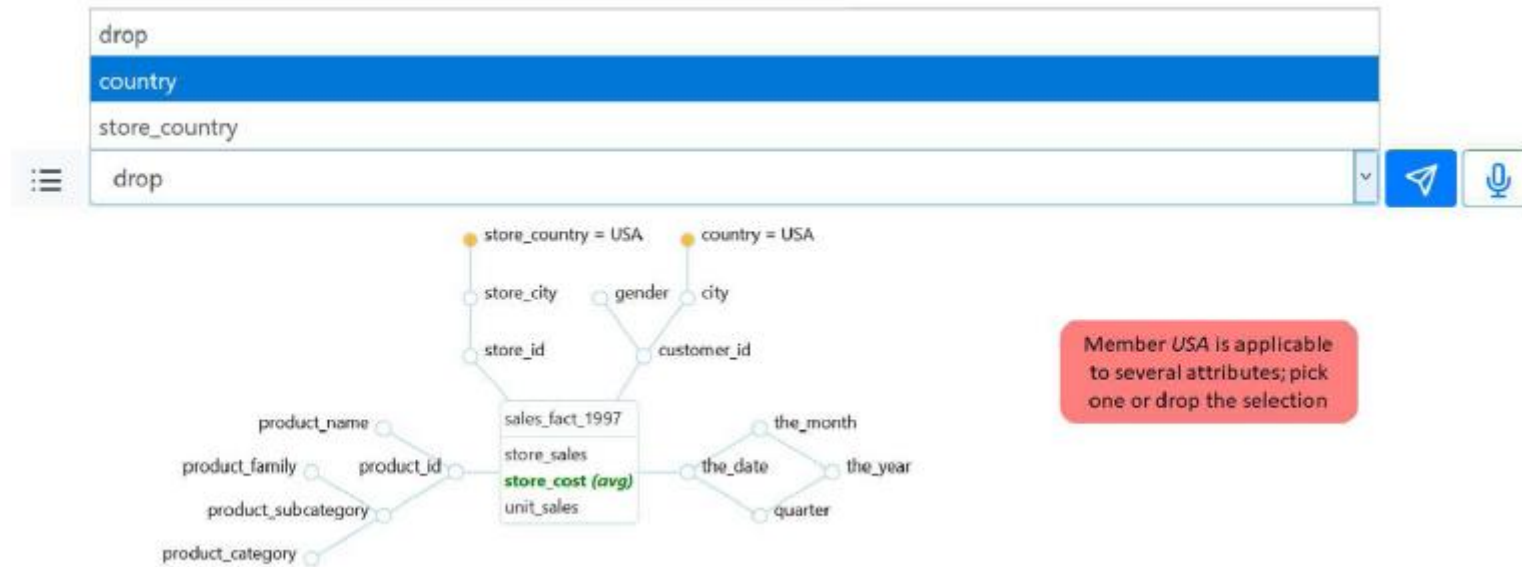 drop
country
store_country
drop
store_country = USA
country = USA
store_city
gender
city
store_id
customer_id
Member USA is applicable
to several attributes; pick
one or drop the selection
product_name
sales_fact_1997
the_month
store_sales
product_family
product_id
store_cost (avg)
the_date
the_year
product_subcategory
unit_sales
quarter
product_category